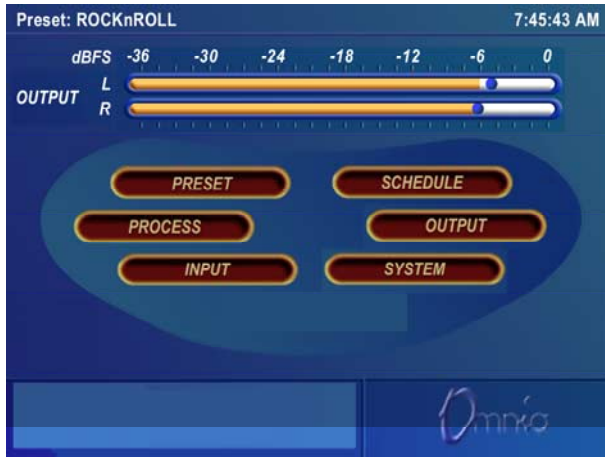 Preset: ROCKnROLL 7:45:43 AM
dBFS -36 -30 -24 -18 -12 -6 0
L
OUTPUT
R
PRESET SCHEDULE
PROCESS OUTPUT
INPUT SYSTEM
Omnia